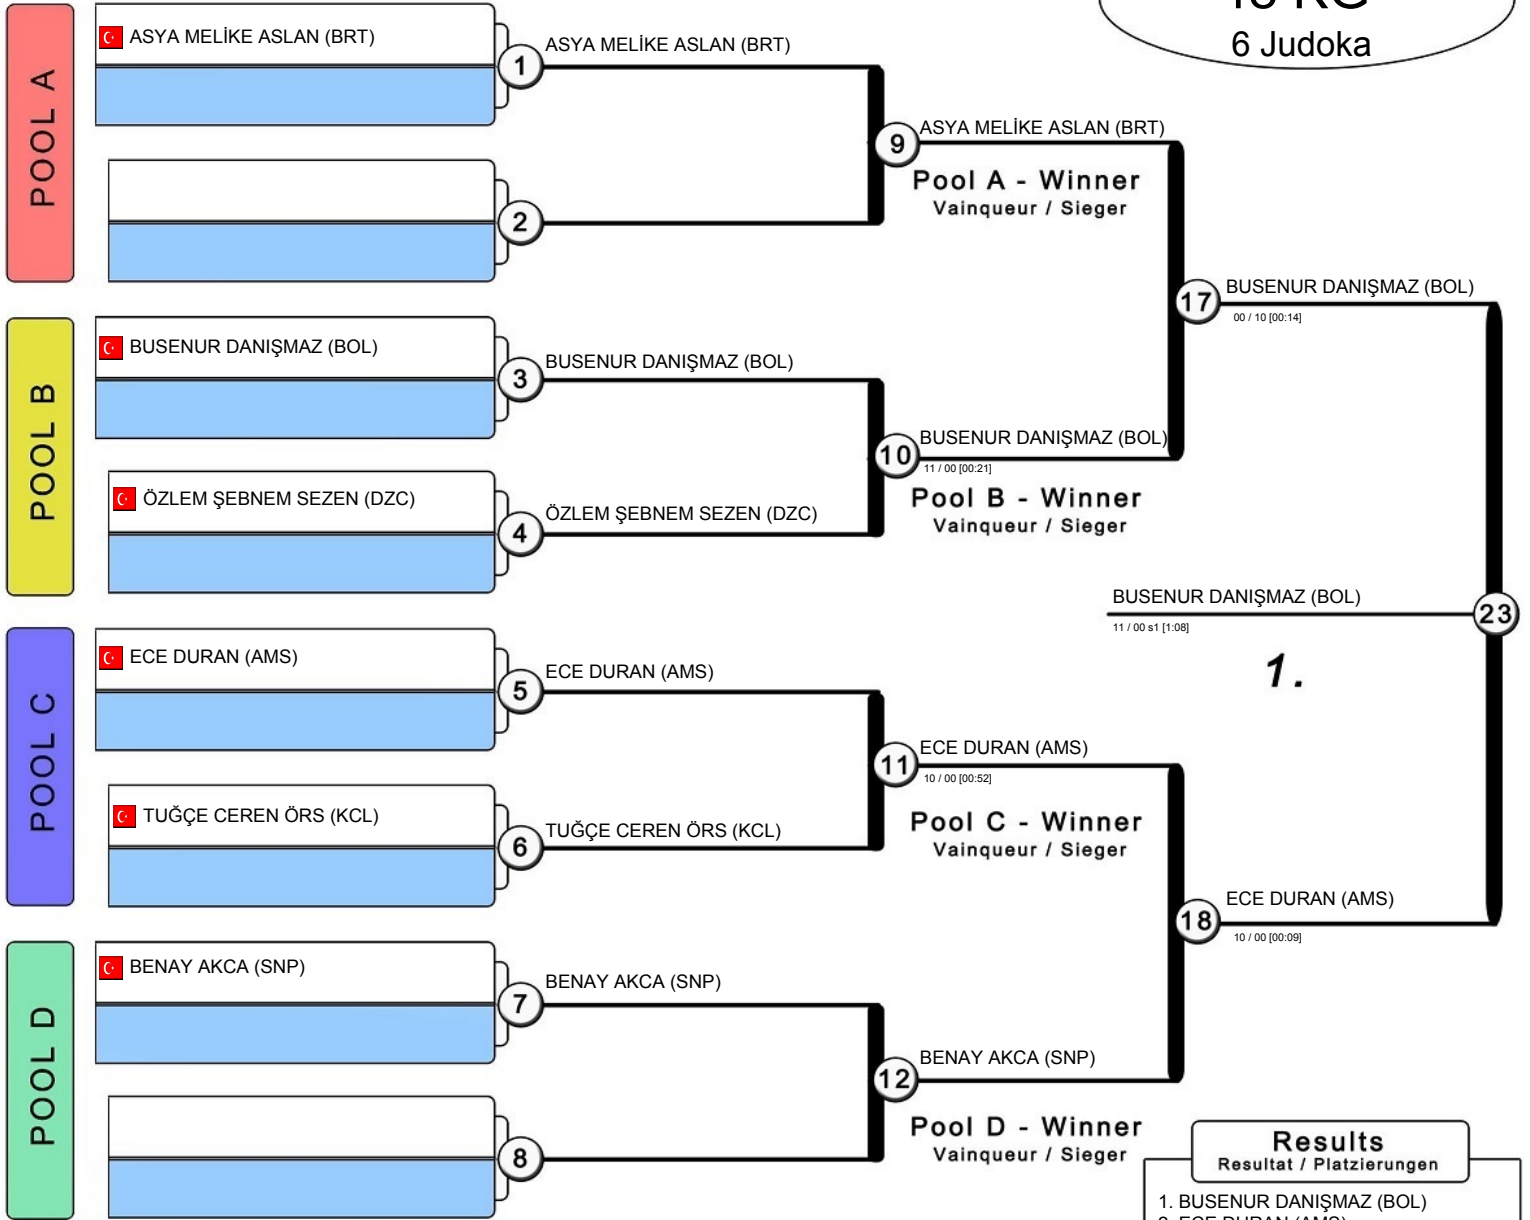 KG
6 Judoka
POOL A
ASYA MELİKE ASLAN (BRT)
1
ASYA MELİKE ASLAN (BRT)
2
9
ASYA MELİKE ASLAN (BRT)
Pool A - Winner
Vainqueur / Sieger
17
BUSENUR DANIŞMAZ (BOL)
00 / 10 [00:14]
POOL B
BUSENUR DANIŞMAZ (BOL)
3
BUSENUR DANIŞMAZ (BOL)
ÖZLEM ŞEBNEM SEZEN (DZC)
4
ÖZLEM ŞEBNEM SEZEN (DZC)
10
BUSENUR DANIŞMAZ (BOL)
11 / 00 [00:21]
Pool B - Winner
Vainqueur / Sieger
BUSENUR DANIŞMAZ (BOL)
11 / 00 s1 [1:08]
23
1.
POOL C
ECE DURAN (AMS)
5
ECE DURAN (AMS)
TUĞÇE CEREN ÖRS (KCL)
6
TUĞÇE CEREN ÖRS (KCL)
11
ECE DURAN (AMS)
10 / 00 [00:52]
Pool C - Winner
Vainqueur / Sieger
18
ECE DURAN (AMS)
10 / 00 [00:09]
POOL D
BENAY AKCA (SNP)
7
BENAY AKCA (SNP)
8
12
BENAY AKCA (SNP)
Pool D - Winner
Vainqueur / Sieger
Results
Resultat / Platzierungen
1. BUSENUR DANIŞMAZ (BOL)
2. ECE DURAN (AMS)